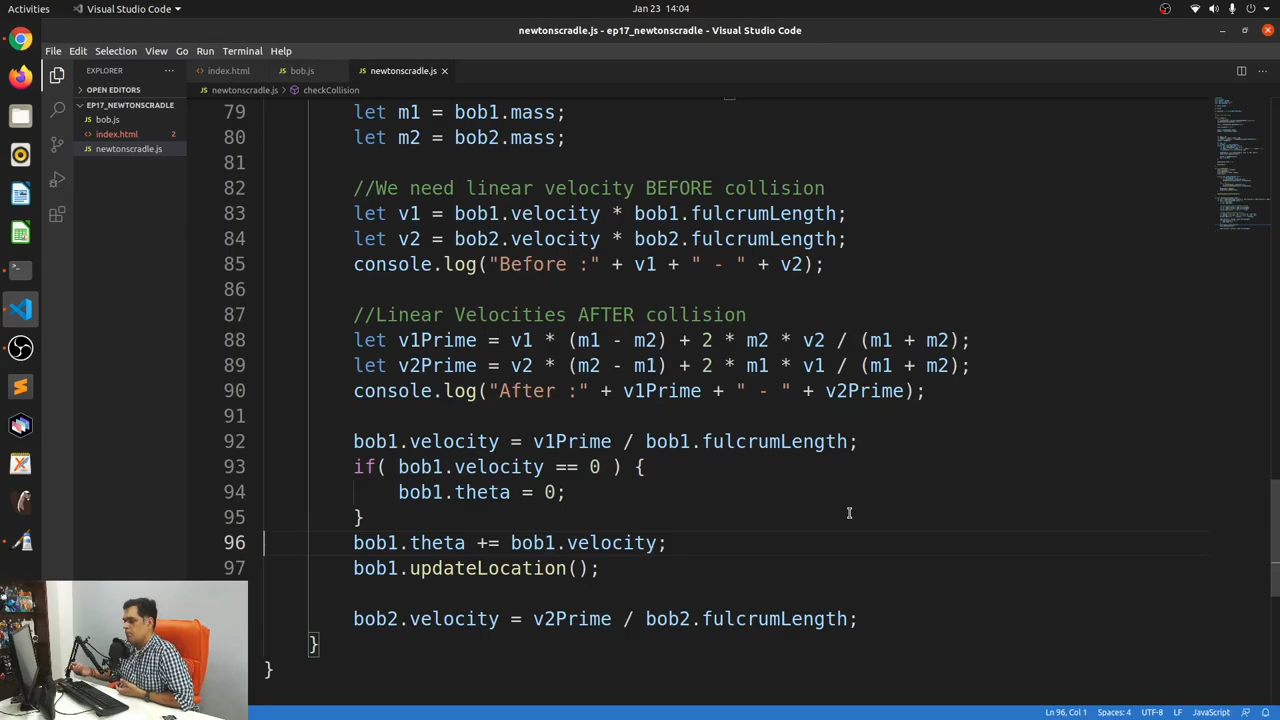 Activities
Visual Studio Code
Jan 23 14:04
newtonscradle.js - ep17_newtonscradle - Visual Studio Code
File Edit Selection View Go Run Terminal Help
EXPLORER
index.html
bob.js
newtonscradle.js
newtonscradle.js > checkCollision
OPEN EDITORS
EP17_NEWTONSCRADLE
bob.js
index.html 2
newtonscradle.js
79 let m1 = bob1.mass;
80 let m2 = bob2.mass;
81
82 //We need linear velocity BEFORE collision
83 let v1 = bob1.velocity * bob1.fulcrumLength;
84 let v2 = bob2.velocity * bob2.fulcrumLength;
85 console.log("Before :" + v1 + " - " + v2);
86
87 //Linear Velocities AFTER collision
88 let v1Prime = v1 * (m1 - m2) + 2 * m2 * v2 / (m1 + m2);
89 let v2Prime = v2 * (m2 - m1) + 2 * m1 * v1 / (m1 + m2);
90 console.log("After :" + v1Prime + " - " + v2Prime);
91
92 bob1.velocity = v1Prime / bob1.fulcrumLength;
93 if( bob1.velocity == 0 ) {
94 bob1.theta = 0;
95 }
96 bob1.theta += bob1.velocity;
97 bob1.updateLocation();
bob2.velocity = v2Prime / bob2.fulcrumLength;
}
}
Ln 96, Col 1 Spaces: 4 UTF-8 LF JavaScript